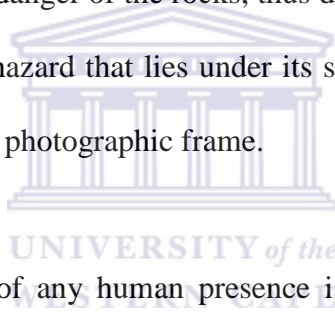 danger of the rocks, thus d
hazard that lies under its s
photographic frame.
UNIVERSITY of the
of any human presence i
WESTERN CAPE